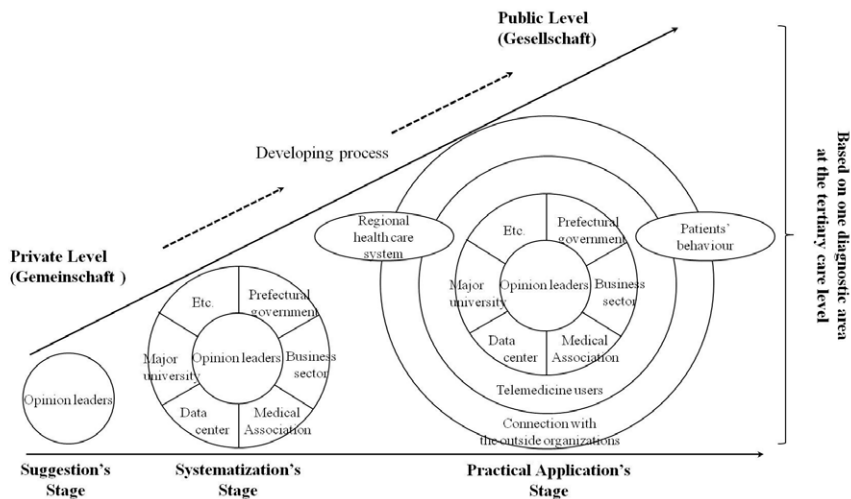 Public Level
(Gesellschaft)
Developing process
Private Level
(Gemeinschaft )
Opinion leaders
Etc.
Prefectural
government
Major
university
Opinion leaders
Business
sector
Data
center
Medical
Association
Regional
health care
system
Patients’
behaviour
Etc.
Prefectural
government
Major
university
Opinion leaders
Business
sector
Data
center
Medical
Association
Telemedicine users
Connection with
the outside organizations
Based on one diagnostic area
at the tertiary care level
Suggestion’s
Stage
Systematization’s
Stage
Practical Application’s
Stage